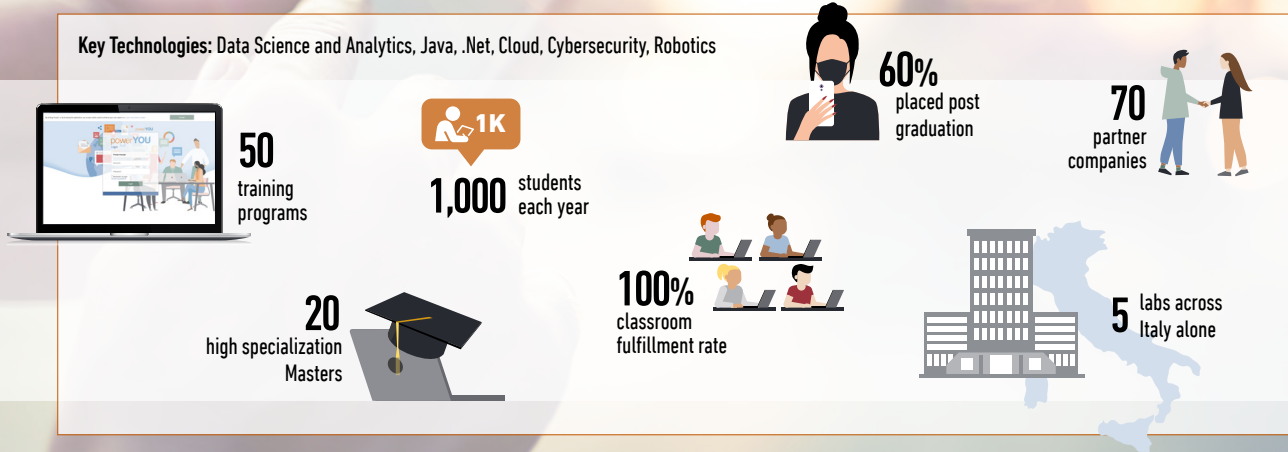 Key Technologies: Data Science and Analytics, Java, .Net, Cloud, Cybersecurity, Robotics
powerYOU
50
training
programs
1K
1,000
students
each year
60%
placed post
graduation
70
partner
companies
20
high specialization
Masters
100%
classroom
fulfillment rate
5
labs across
Italy alone